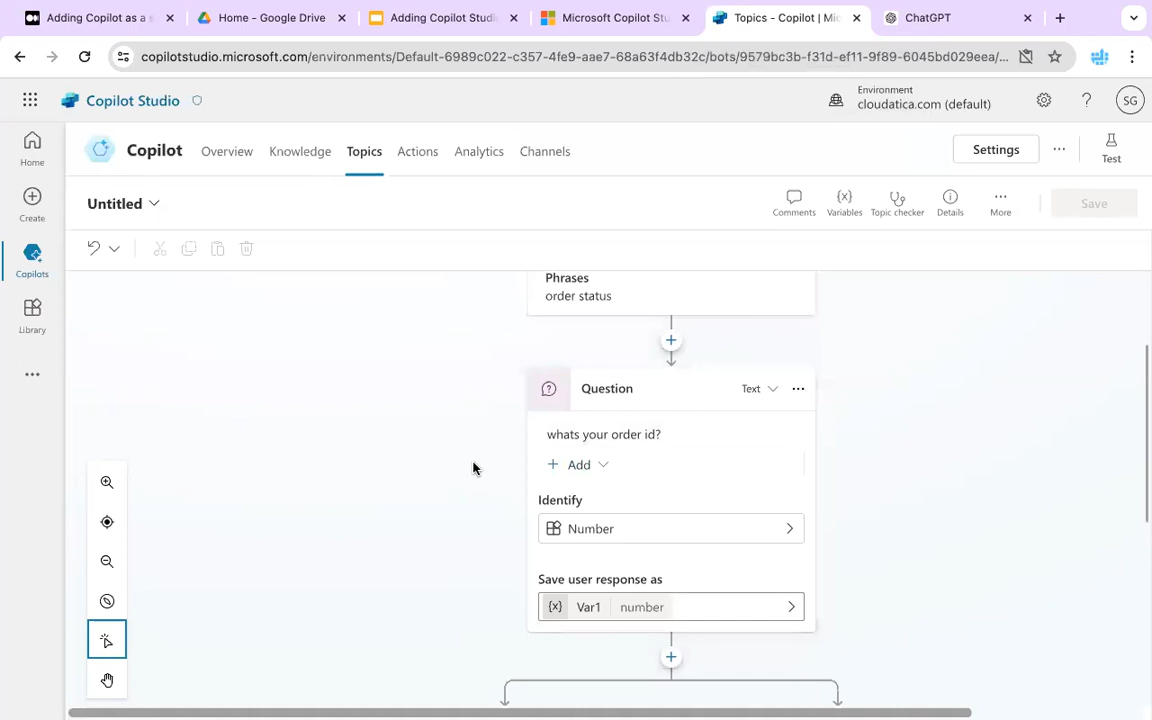 Adding Copilot as a s
Home - Google Drive
Adding Copilot Studi
Microsoft Copilot Stu
Topics - Copilot | Mic
ChatGPT
copilotstudio.microsoft.com/environments/Default-6989c022-c357-4fe9-aae7-68a63f4db32c/bots/9579bc3b-f31d-ef11-9f89-6045bd029eea/...
Copilot Studio
Environment
cloudatica.com (default)
SG
Home
Create
Copilots
Library
Copilot
Overview
Knowledge
Topics
Actions
Analytics
Channels
Settings
Test
Untitled
Comments
Variables
Topic checker
Details
More
Save
Phrases
order status
Question
Text
whats your order id?
Add
Identify
Number
Save user response as
{x} Var1 number